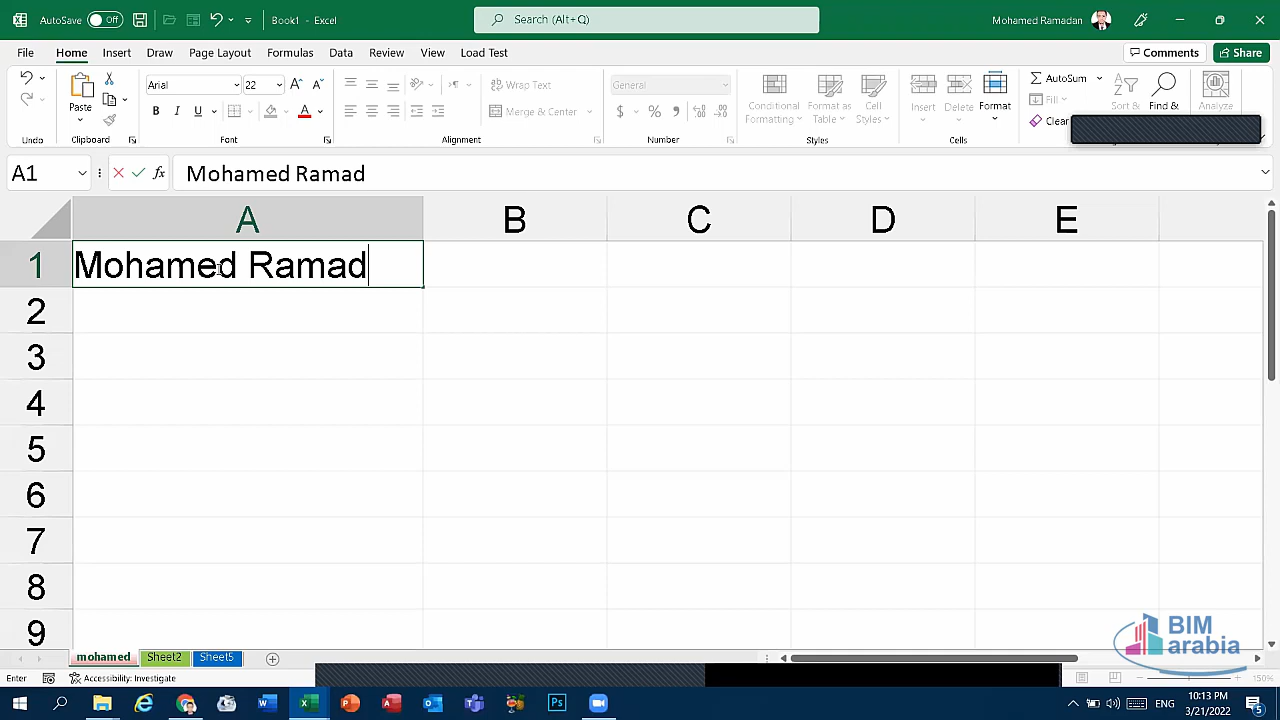 AutoSave Off Book1 - Excel Search (Alt+Q) Mohamed Ramadan
File Home Insert Draw Page Layout Formulas Data Review View Load Test Comments Share
Arial 22 Wrap Text General AutoSum
Paste B I U Merge & Center $ % Conditional Formatting Format Table Cell Styles Insert Delete Format Fill Sort Find & Analyze
Clear
Undo Clipboard Font Alignment Number Styles Cells
A1 fx Mohamed Ramad
A B C D E
1 Mohamed Ramad
2
3
4
5
6
7
8
9
BIM
arabia
mohamed Sheet2 Sheet5
Enter Accessibility: Investigate 150%
ENG 10:13 PM
3/21/2022 5